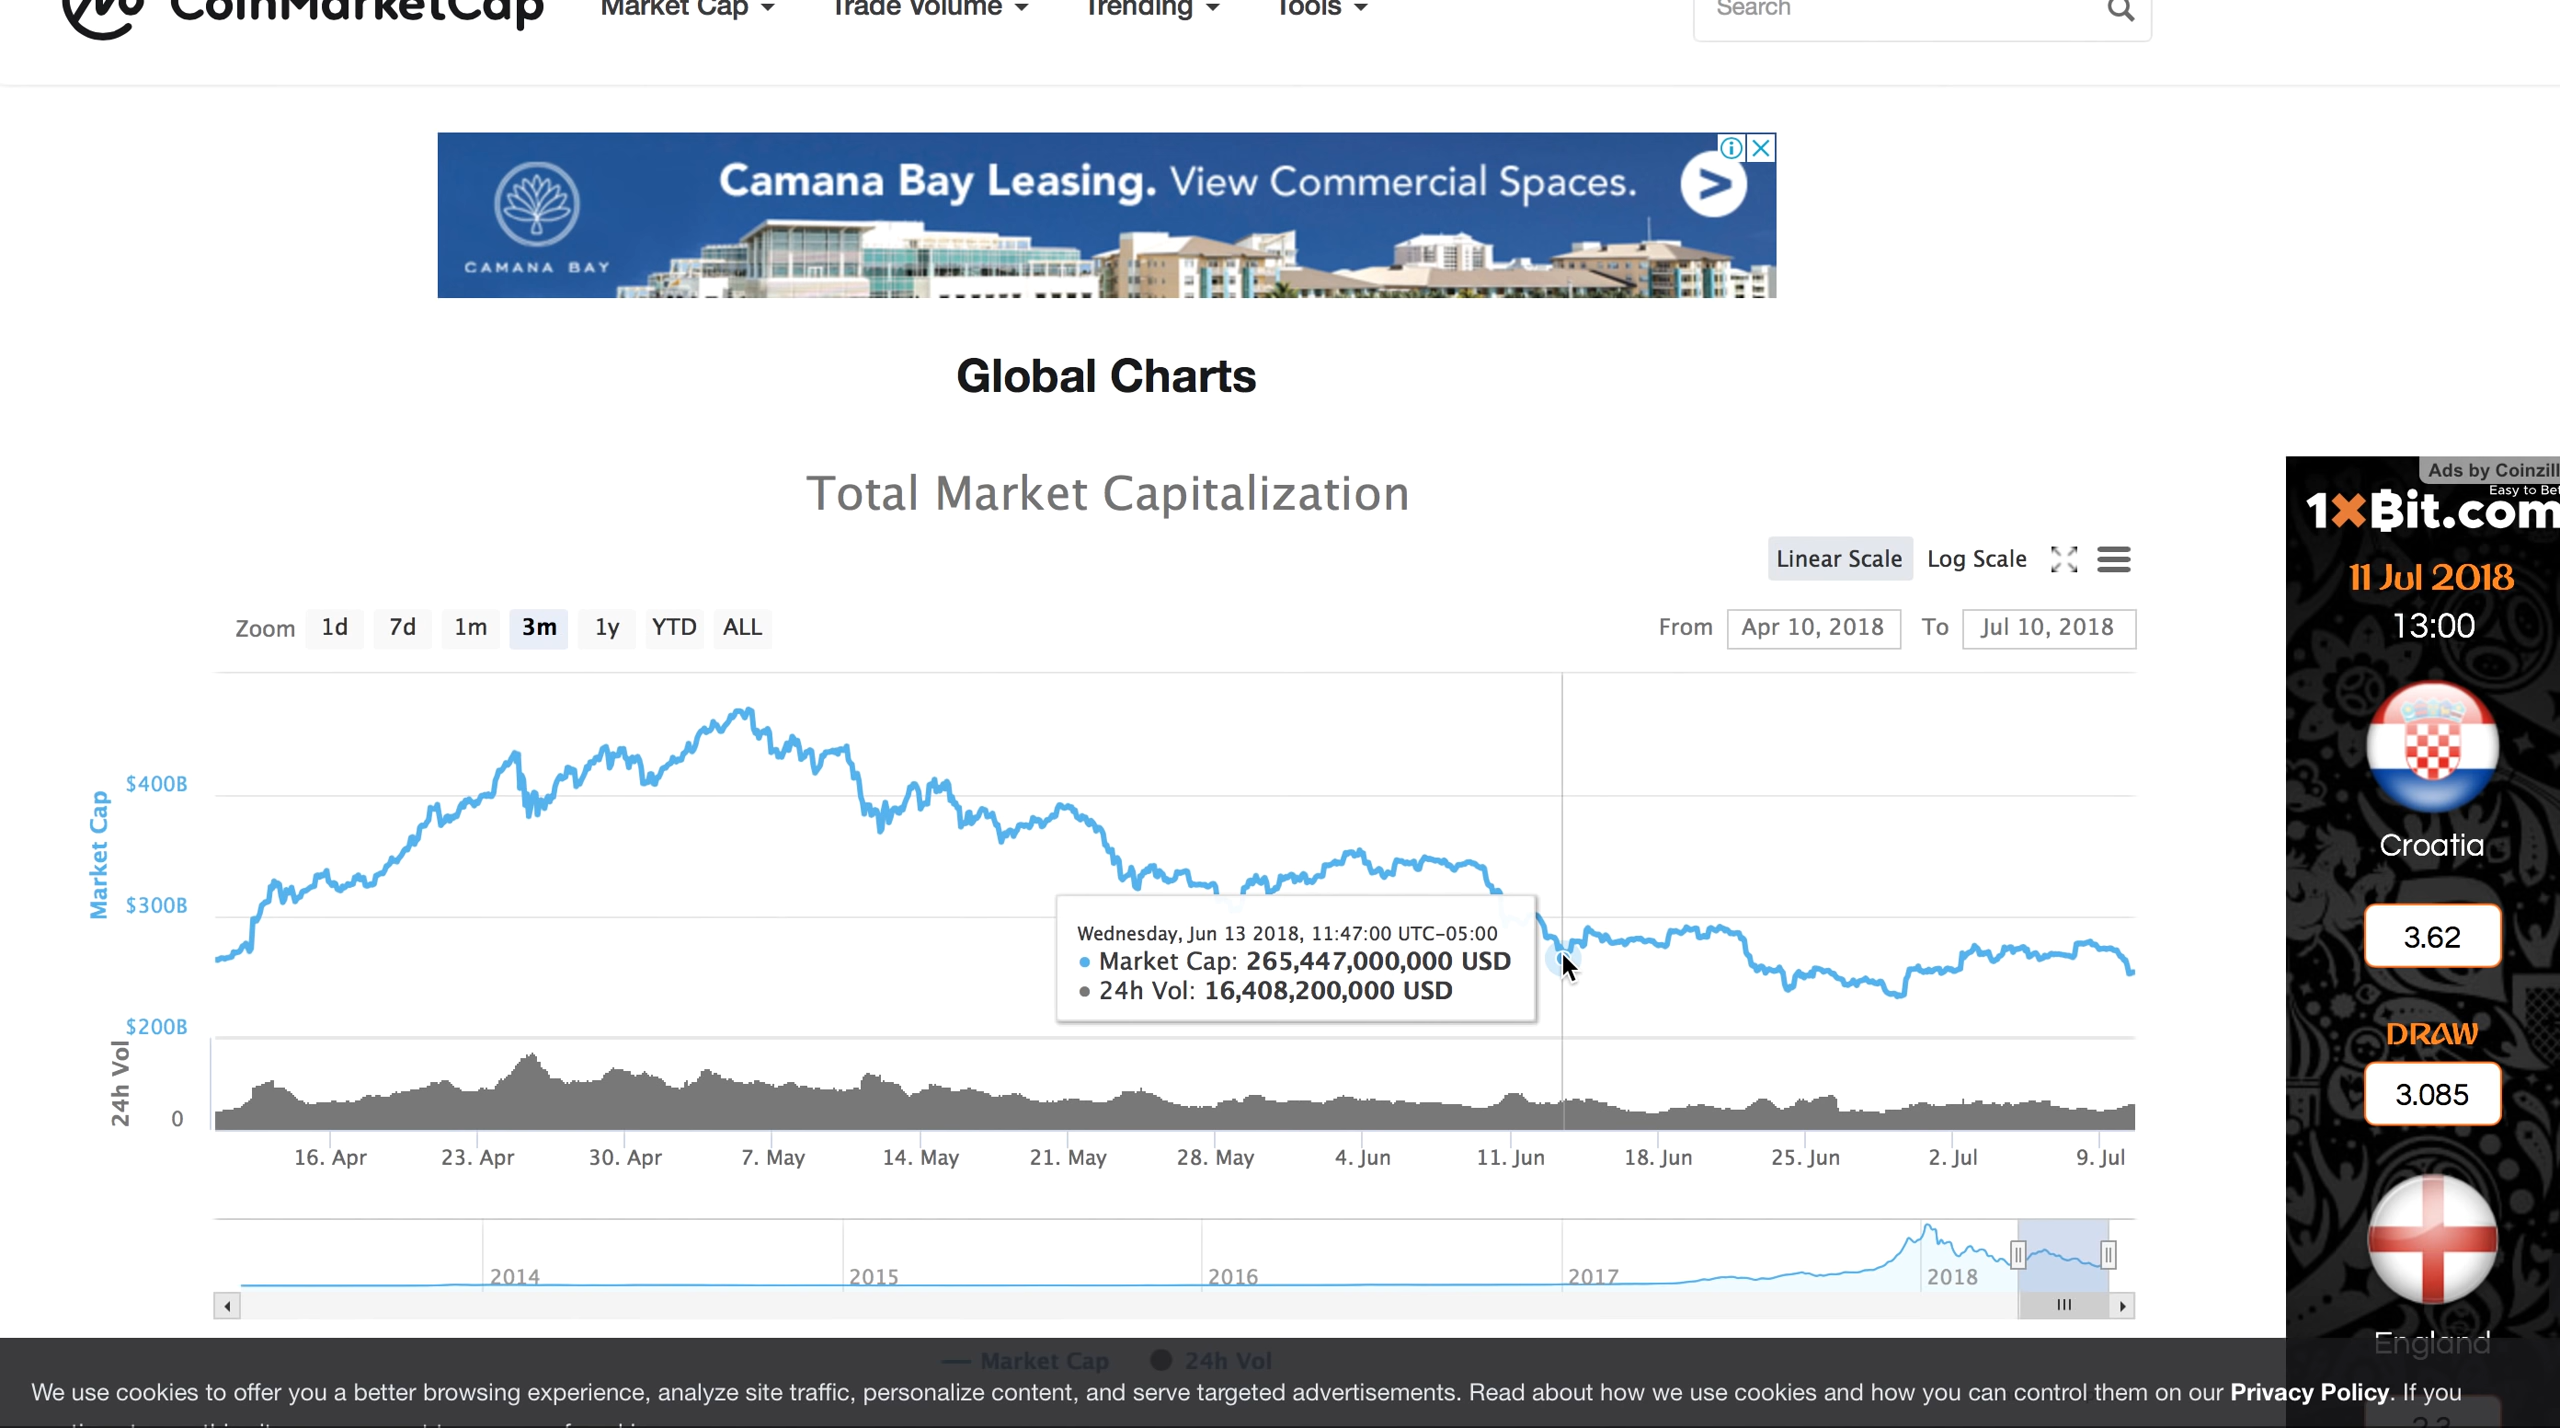 CoinMarketCap Market Cap Trade Volume Trending Tools Search
Camana Bay Leasing. View Commercial Spaces. >
CAMANA BAY
Global Charts
Total Market Capitalization
Linear Scale Log Scale
Zoom 1d 7d 1m 3m 1y YTD ALL From Apr 10, 2018 To Jul 10, 2018
Market Cap
$400B
$300B
$200B
Wednesday, Jun 13 2018, 11:47:00 UTC-05:00
● Market Cap: 265,447,000,000 USD
● 24h Vol: 16,408,200,000 USD
24h Vol
0
16. Apr 23. Apr 30. Apr 7. May 14. May 21. May 28. May 4. Jun 11. Jun 18. Jun 25. Jun 2. Jul 9. Jul
2014 2015 2016 2017 2018
Market Cap 24h Vol
Ads by Coinzill
Easy to Bet
1×Bit.com
11 Jul 2018
13:00
Croatia
3.62
DRAW
3.085
England
We use cookies to offer you a better browsing experience, analyze site traffic, personalize content, and serve targeted advertisements. Read about how we use cookies and how you can control them on our Privacy Policy. If you